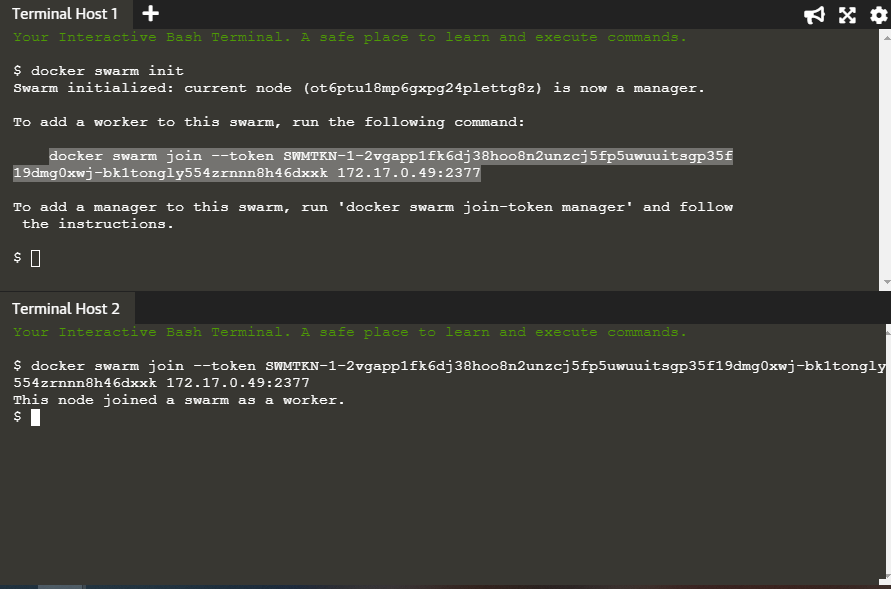 Terminal Host 1
Your Interactive Bash Terminal. A safe place to learn and execute commands.
$ docker swarm init
Swarm initialized: current node (ot6ptu18mp6gxpg24plettg8z) is now a manager.
To add a worker to this swarm, run the following command:
docker swarm join --token SWMTKN-1-2vgapp1fk6dj38hoo8n2unzcj5fp5uwuuitsgp35f
19dmg0xwj-bk1tongly554zrnnn8h46dxxk 172.17.0.49:2377
To add a manager to this swarm, run 'docker swarm join-token manager' and follow
the instructions.
$
Terminal Host 2
Your Interactive Bash Terminal. A safe place to learn and execute commands.
$ docker swarm join --token SWMTKN-1-2vgapp1fk6dj38hoo8n2unzcj5fp5uwuuitsgp35f19dmg0xwj-bk1tongly
554zrnnn8h46dxxk 172.17.0.49:2377
This node joined a swarm as a worker.
$